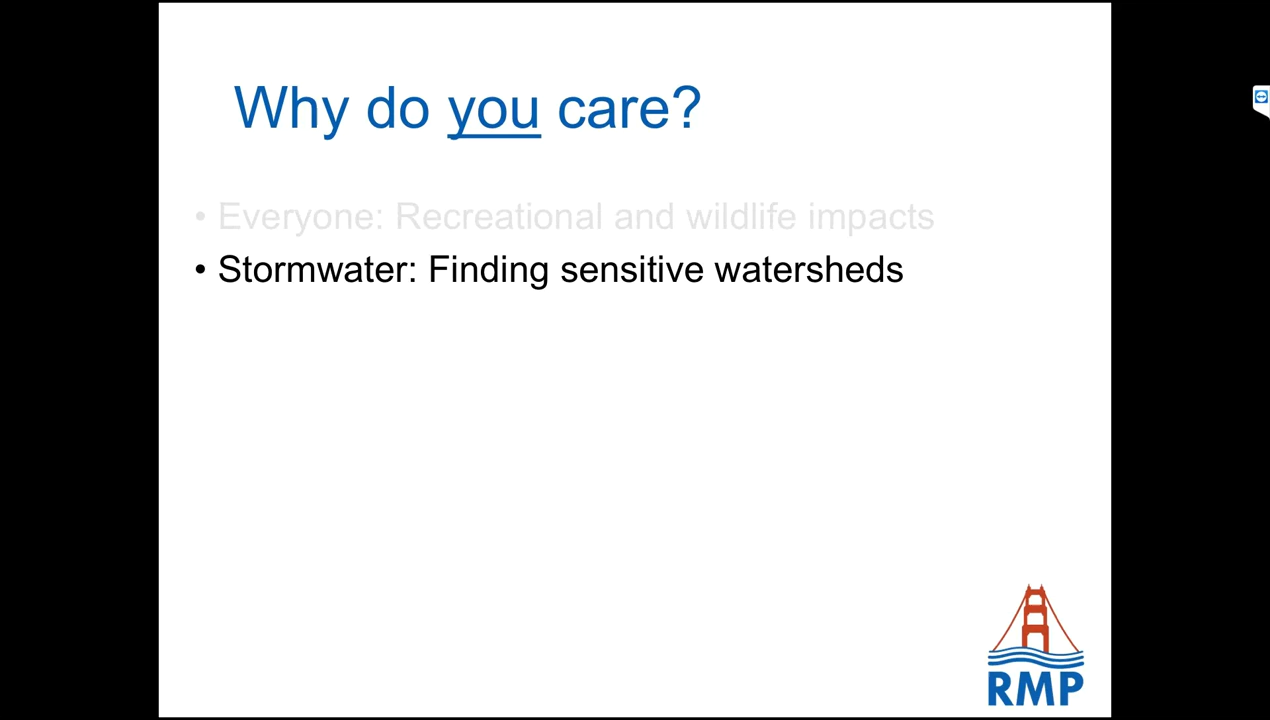 Why do you care?
• Everyone: Recreational and wildlife impacts
• Stormwater: Finding sensitive watersheds
RMP